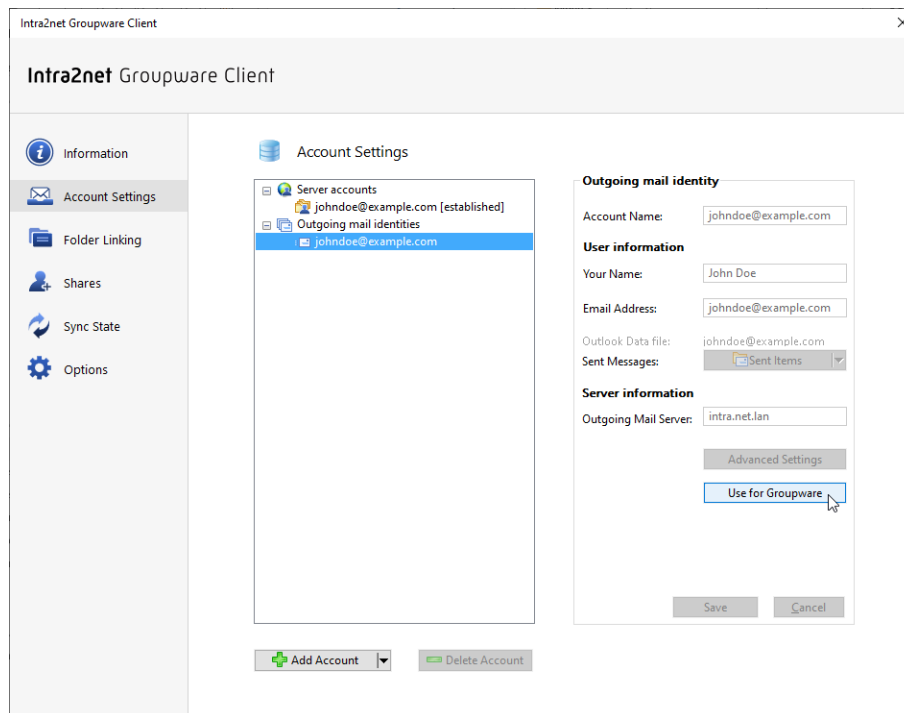 Intra2net Groupware Client
Intra2net Groupware Client
Information
Account Settings
Folder Linking
Shares
Sync State
Options
Account Settings
Server accounts
johndoe@example.com [established]
Outgoing mail identities
johndoe@example.com
Add Account
Delete Account
Outgoing mail identity
Account Name: johndoe@example.com
User information
Your Name: John Doe
Email Address: johndoe@example.com
Outlook Data file: johndoe@example.com
Sent Messages: Sent Items
Server information
Outgoing Mail Server: intra.net.lan
Advanced Settings
Use for Groupware
Save Cancel